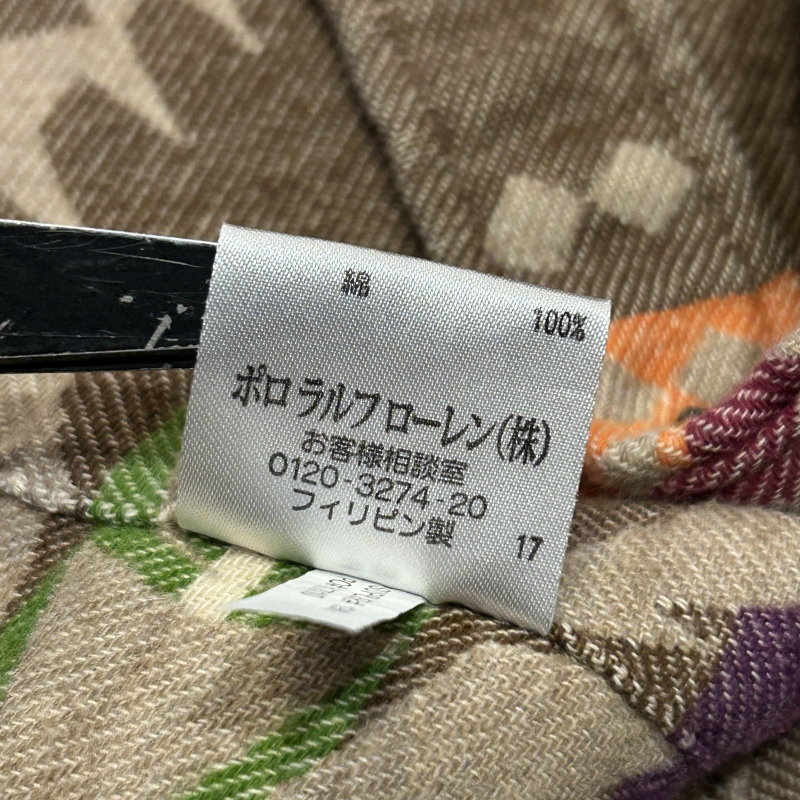 綿 100%
ポロ ラルフ ローレン(株)
お客様相談室
0120-3274-20
フィリピン製 17